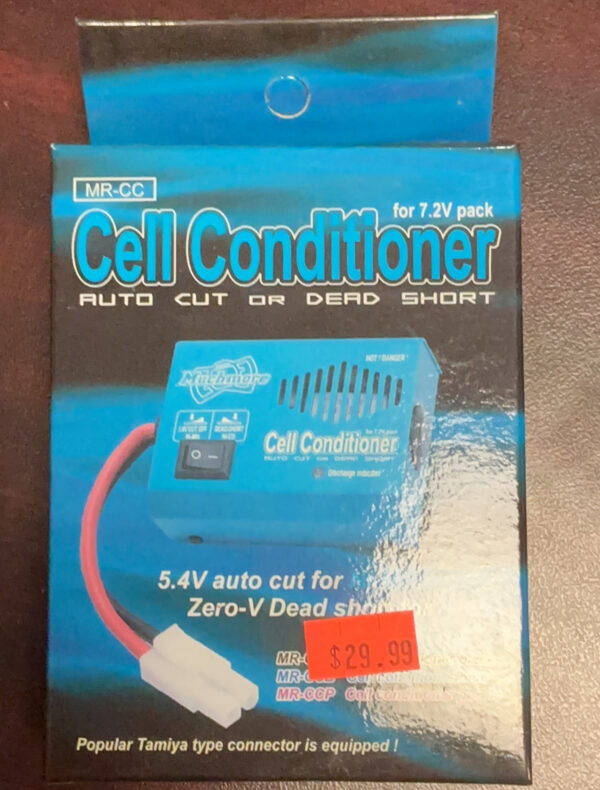 MR-CC
for 7.2V pack
Cell Conditioner
AUTO CUT OR DEAD SHORT
HOT! DANGER
Muchmore
Cell Conditioner
AUTO CUT OR DEAD SHORT
Discharge indicator
5.4V auto cut for
Zero-V Dead
$29.99
MR-CCP
Popular Tamiya type connector is equipped !